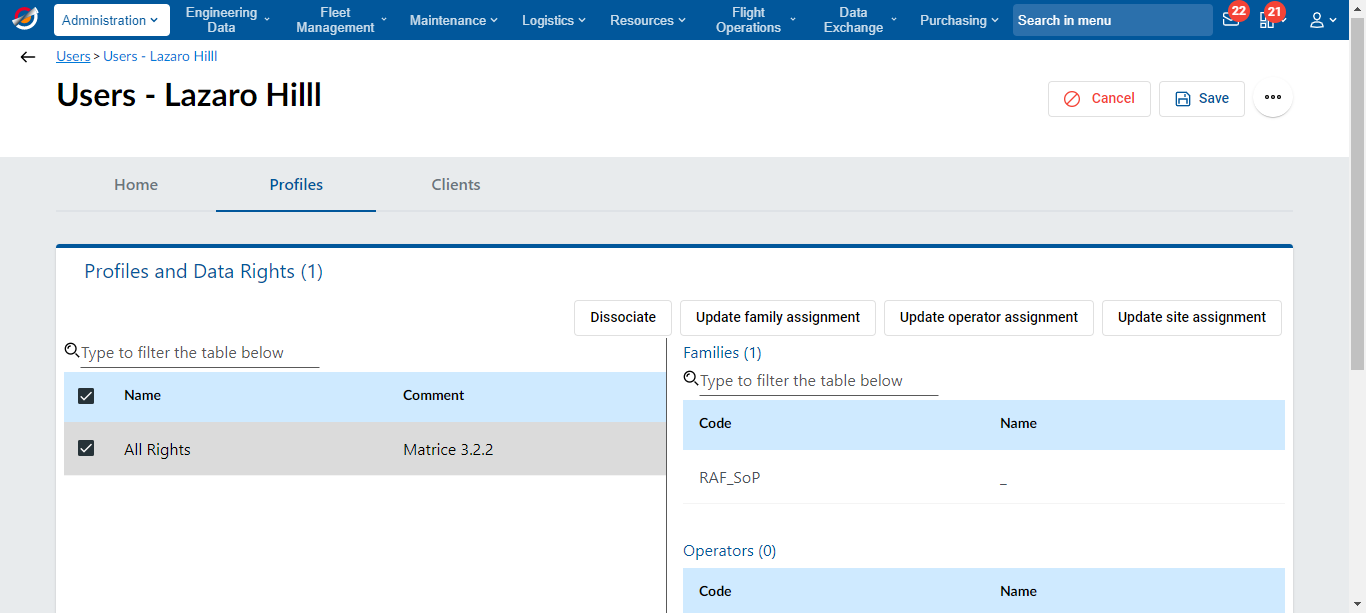 Administration
Engineering Data
Fleet Management
Maintenance
Logistics
Resources
Flight Operations
Data Exchange
Purchasing
Search in menu
22
21
Users > Users - Lazaro Hilll
Users - Lazaro Hilll
Cancel
Save
Home
Profiles
Clients
Profiles and Data Rights (1)
Dissociate
Update family assignment
Update operator assignment
Update site assignment
Type to filter the table below
Name Comment
All Rights Matrice 3.2.2
Families (1)
Type to filter the table below
Code Name
RAF_SoP _
Operators (0)
Code Name